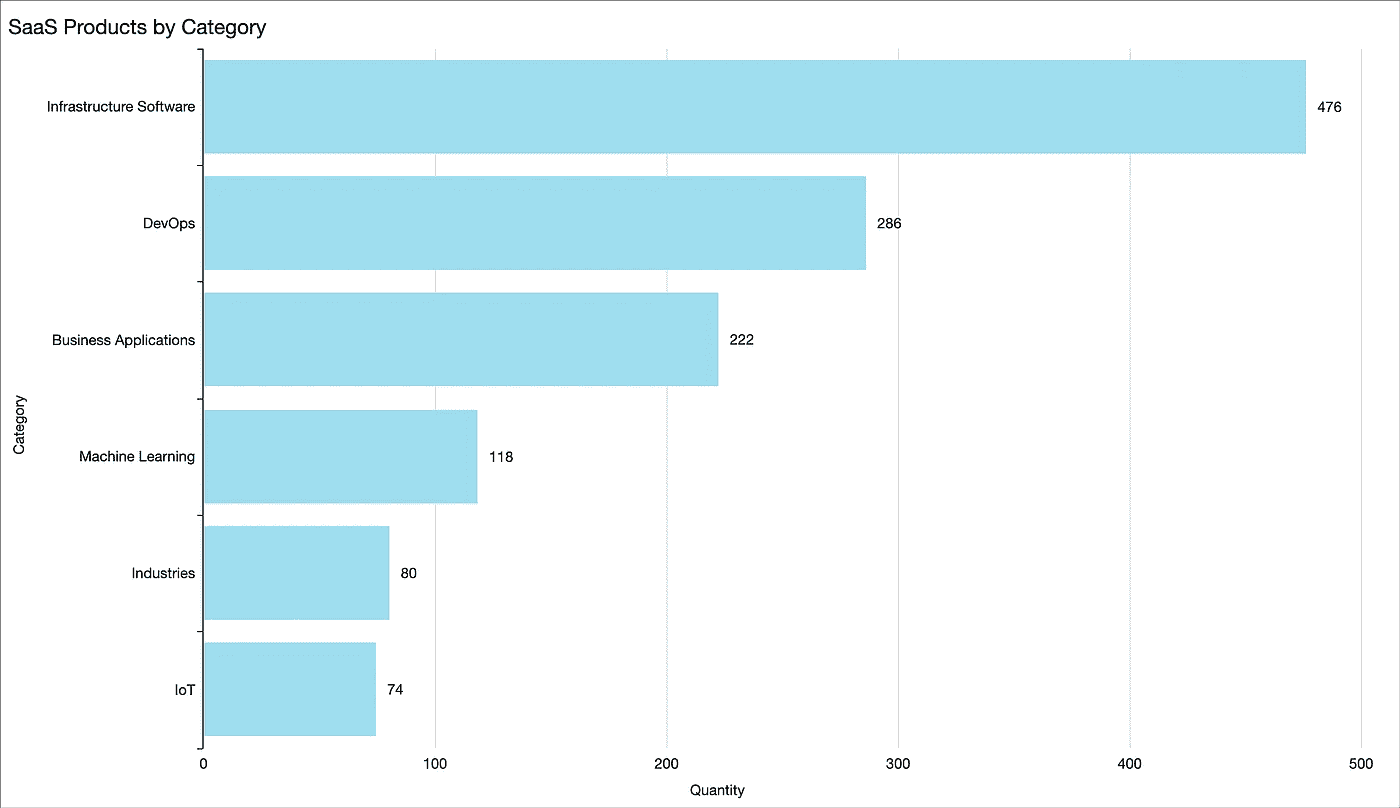 SaaS Products by Category
Infrastructure Software
476
DevOps
286
Business Applications
222
Category
Machine Learning
118
Industries
80
IoT
74
0 100 200 300 400 500
Quantity